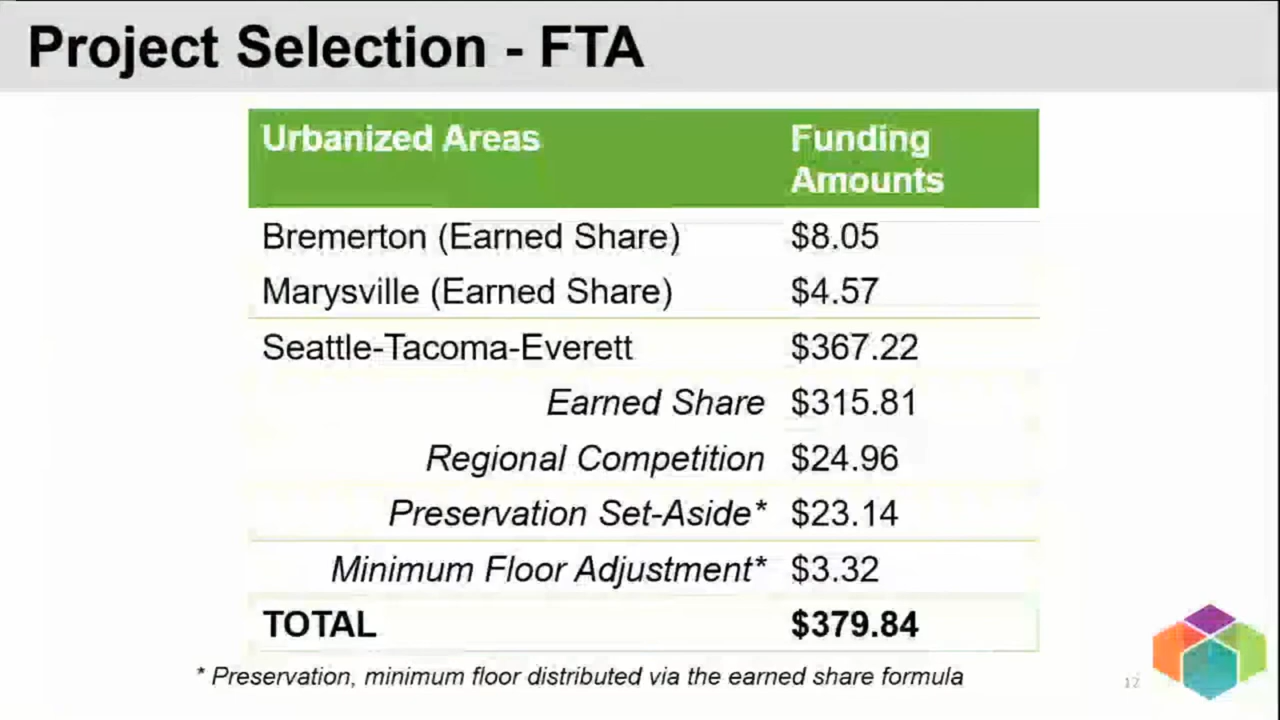 Project Selection - FTA
Urbanized Areas Funding Amounts
Bremerton (Earned Share) $8.05
Marysville (Earned Share) $4.57
Seattle-Tacoma-Everett $367.22
Earned Share $315.81
Regional Competition $24.96
Preservation Set-Aside* $23.14
Minimum Floor Adjustment* $3.32
TOTAL $379.84
* Preservation, minimum floor distributed via the earned share formula
12